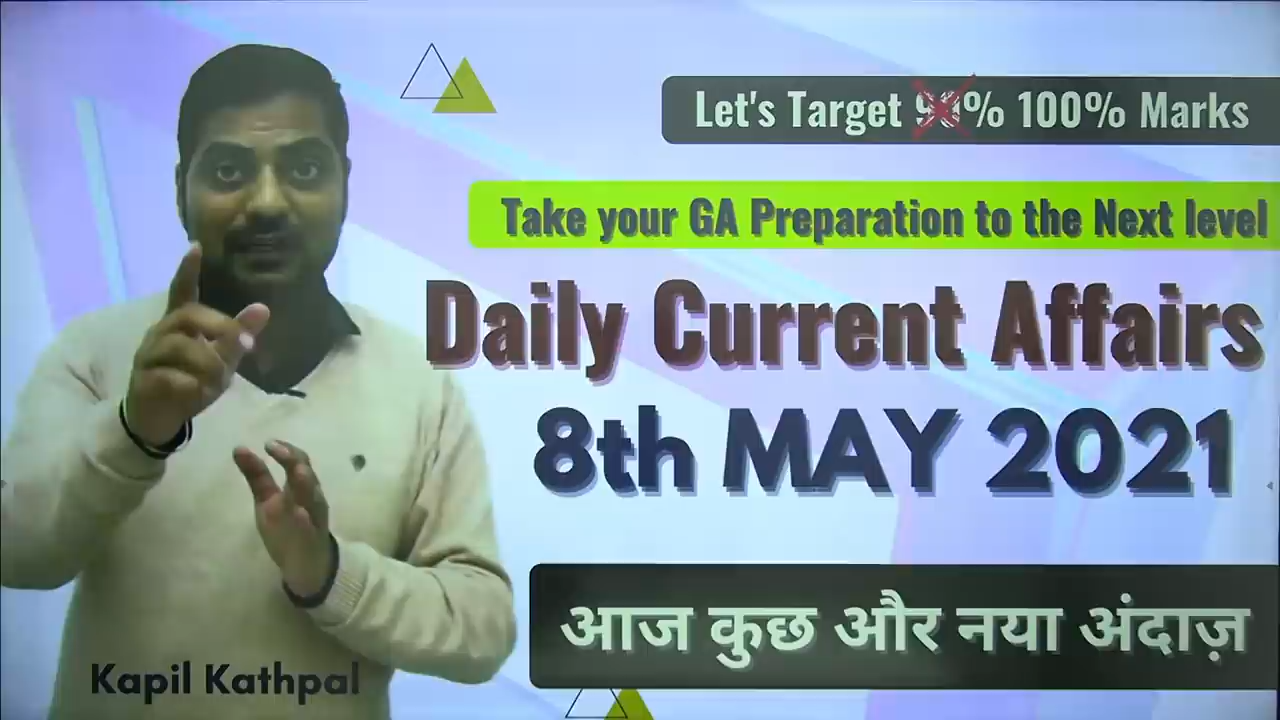 Let's Target 90% 100% Marks
Take your GA Preparation to the Next level
Daily Current Affairs
8th MAY 2021
आज कुछ और नया अंदाज़
Kapil Kathpal